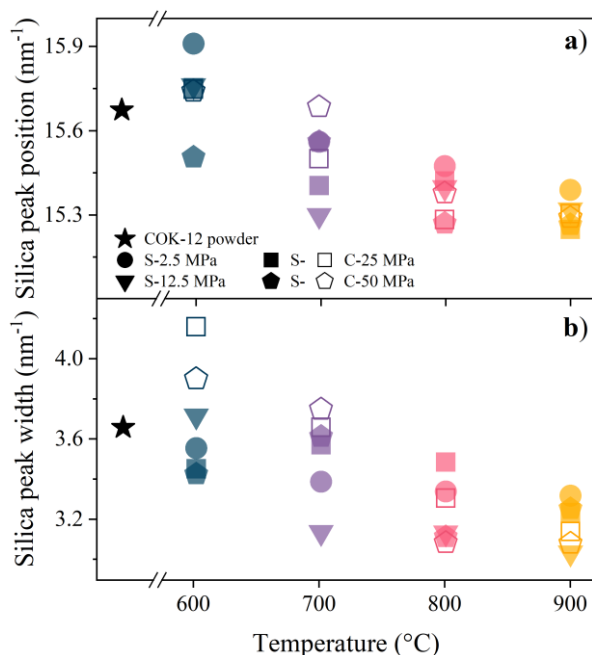 a)
Silica peak position (nm⁻¹)
15.9
15.6
15.3
COK-12 powder
S-2.5 MPa S- C-25 MPa
S-12.5 MPa S- C-50 MPa
b)
Silica peak width (nm⁻¹)
4.0
3.6
3.2
600 700 800 900
Temperature (°C)